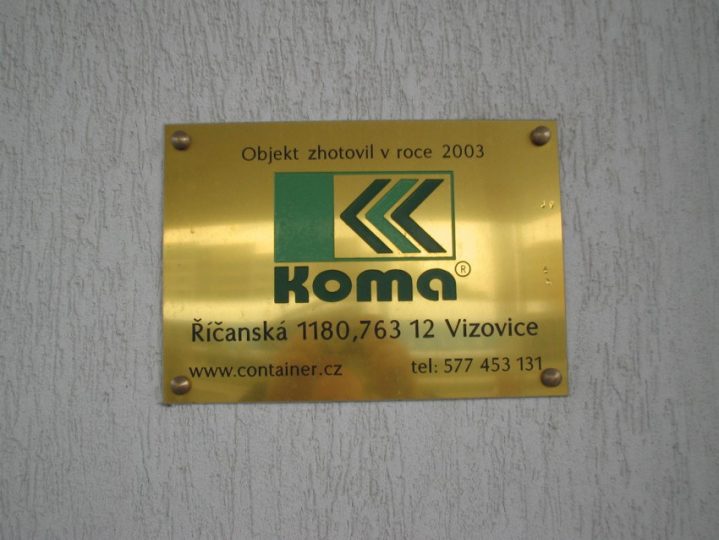 Objekt zhotovil v roce 2003
Koma®
Říčanská 1180,763 12 Vizovice
www.container.cz tel: 577 453 131